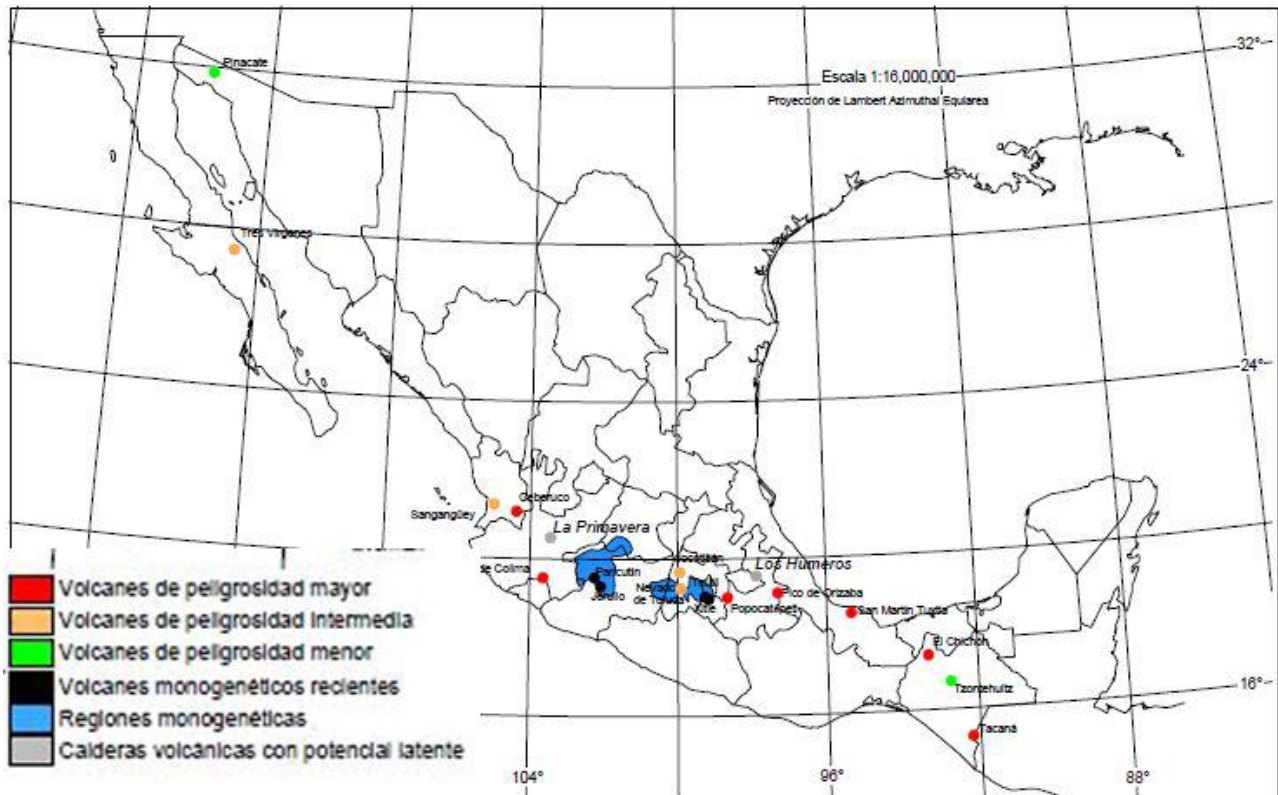 Pinacate
32°
Escala 1:16,000,000
Proyección de Lambert Azimuthal Equiarea
Tres Vírgenes
24°
Sangangüey
Ceboruco
La Primavera
Los Humeros
de Colima
Paricutín
Jorullo
Nevado
de Toluca
Xitle
Popocatépetl
Pico de Orizaba
San Martín Tuxtla
El Chichón
Tzontehuitz
16°
Tacaná
Volcanes de peligrosidad mayor
Volcanes de peligrosidad intermedia
Volcanes de peligrosidad menor
Volcanes monogenéticos recientes
Regiones monogenéticas
Calderas volcánicas con potencial latente
104°
96°
88°